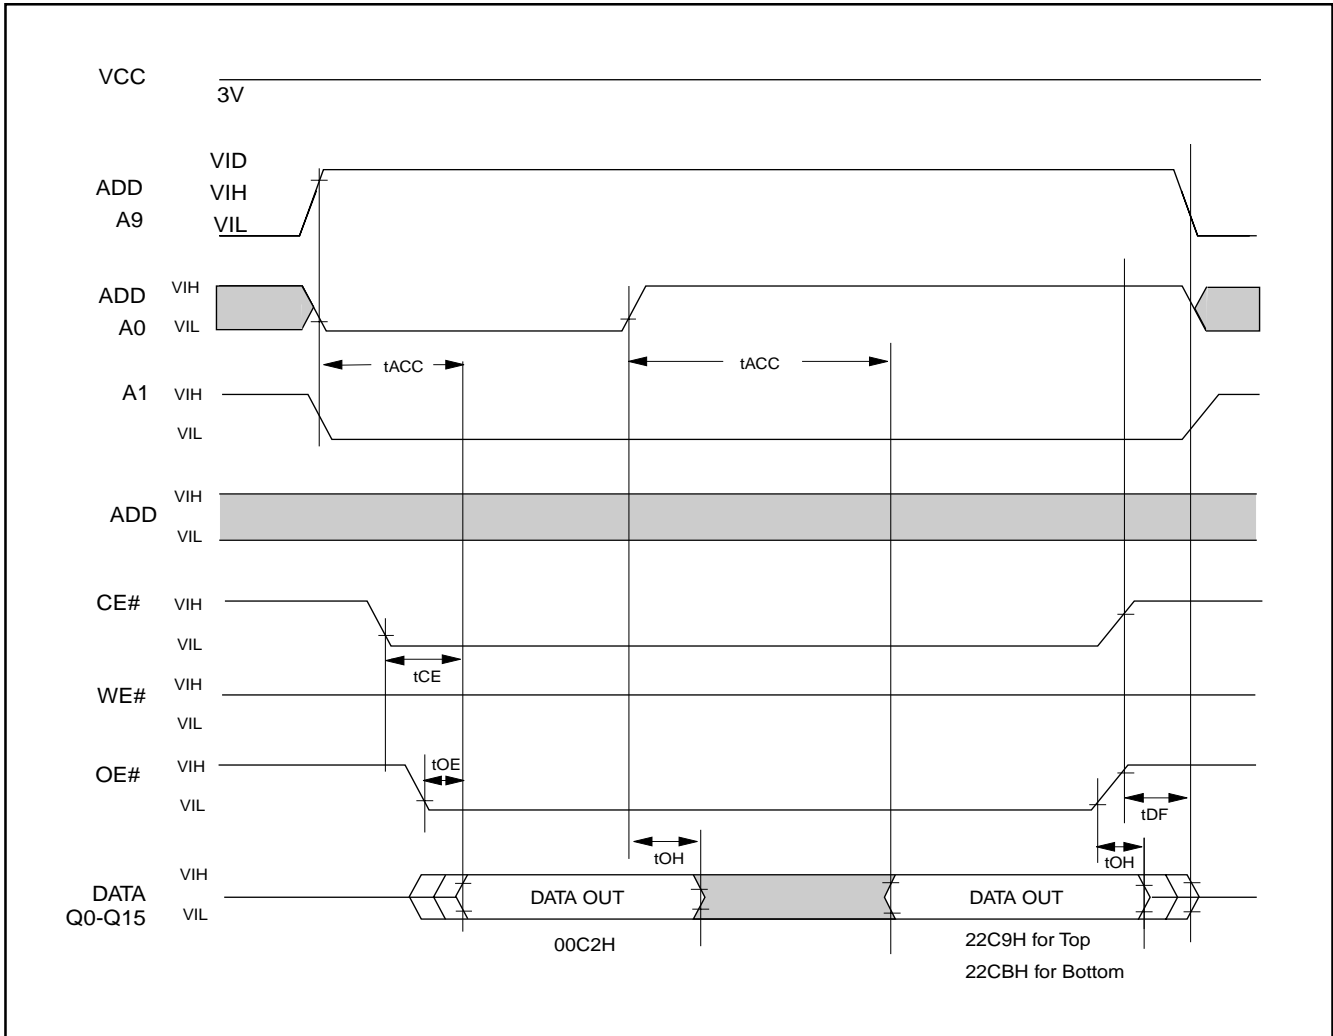 VCC
3V
VID
ADD
VIH
A9
VIL
ADD
VIH
A0
VIL
tACC
tACC
A1
VIH
VIL
ADD
VIH
VIL
CE#
VIH
VIL
tCE
WE#
VIH
VIL
OE#
VIH
VIL
tOE
tDF
tOH
tOH
DATA
Q0-Q15
VIH
VIL
DATA OUT
DATA OUT
00C2H
22C9H for Top
22CBH for Bottom